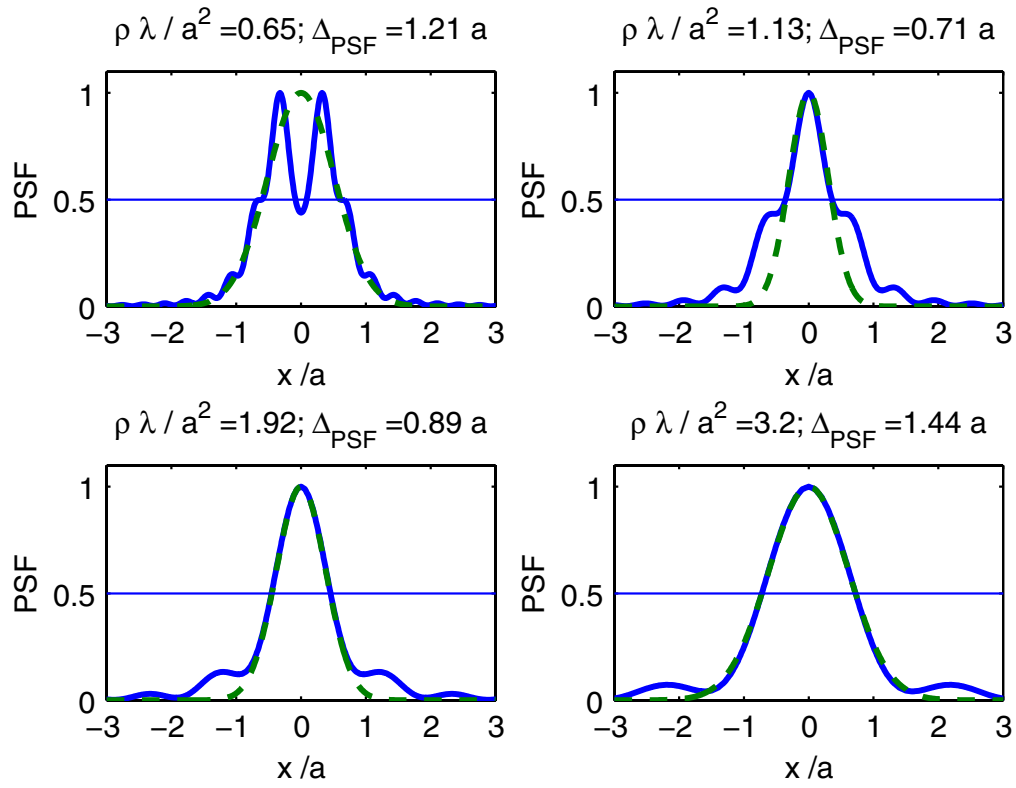 ρ λ / a² =0.65; Δ_PSF =1.21 a
1
0.5
0
PSF
−3 −2 −1 0 1 2 3
x /a
ρ λ / a² =1.13; Δ_PSF =0.71 a
1
0.5
0
PSF
−3 −2 −1 0 1 2 3
x /a
ρ λ / a² =1.92; Δ_PSF =0.89 a
1
0.5
0
PSF
−3 −2 −1 0 1 2 3
x /a
ρ λ / a² =3.2; Δ_PSF =1.44 a
1
0.5
0
PSF
−3 −2 −1 0 1 2 3
x /a